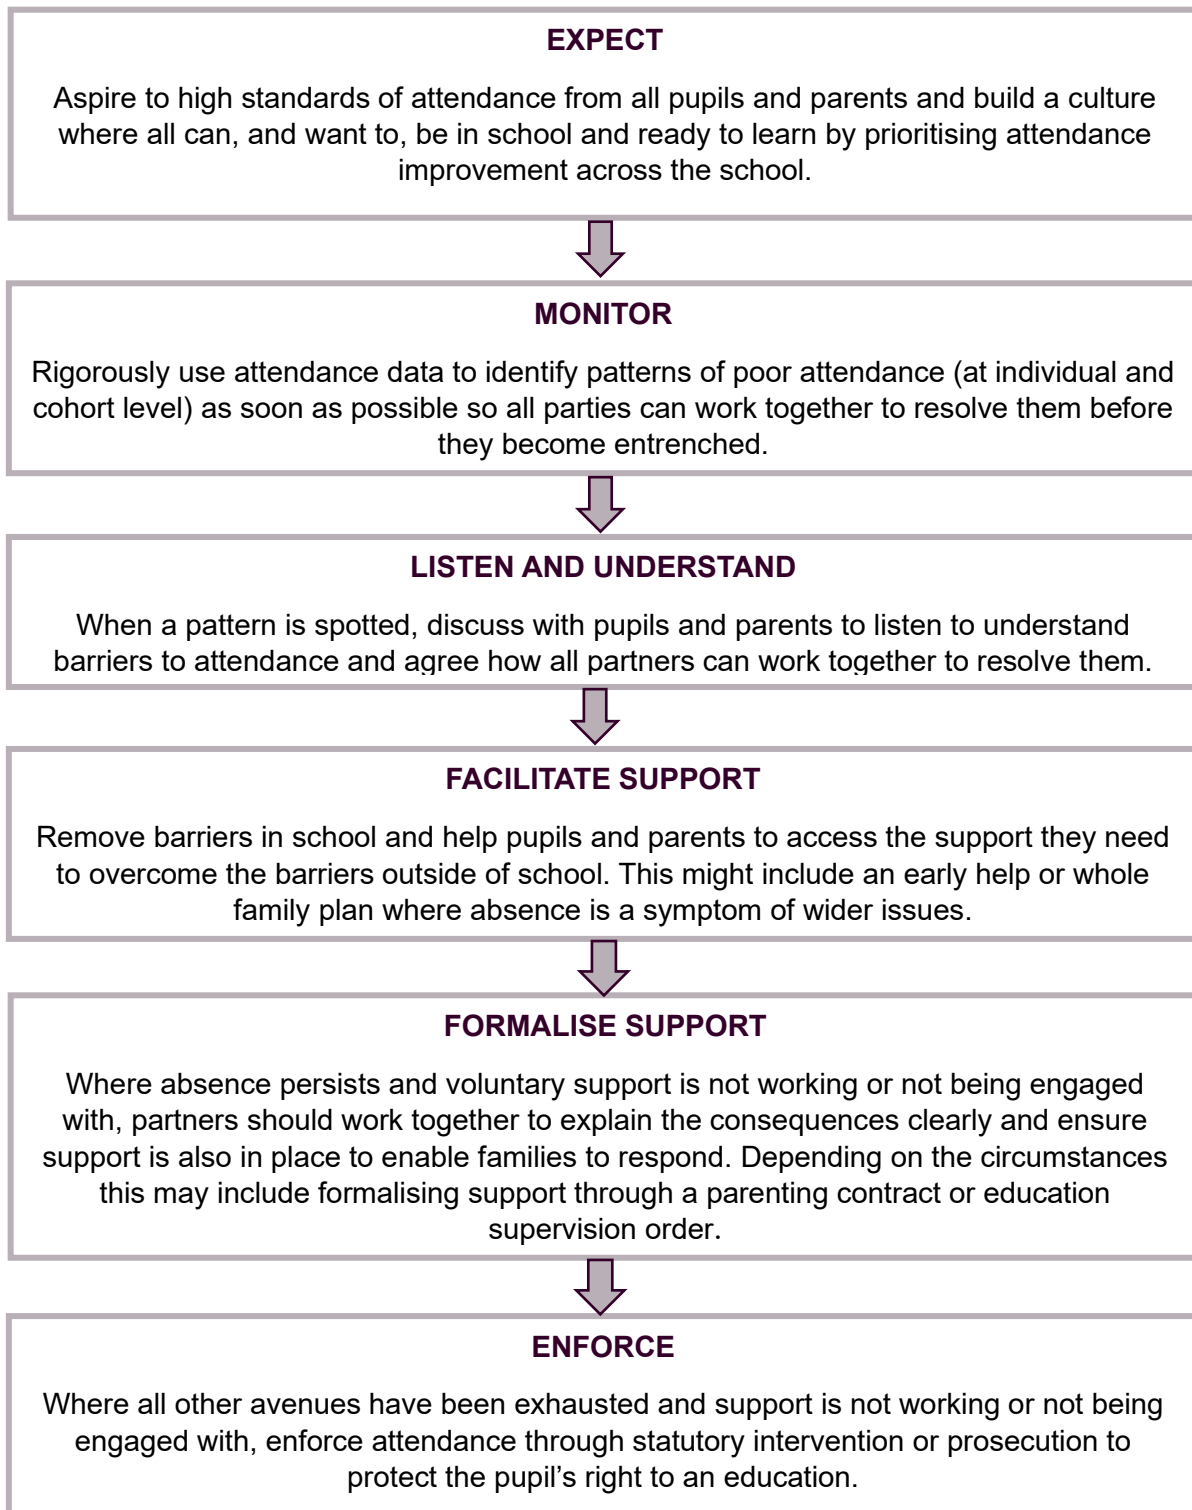 EXPECT
Aspire to high standards of attendance from all pupils and parents and build a culture
where all can, and want to, be in school and ready to learn by prioritising attendance
improvement across the school.
MONITOR
Rigorously use attendance data to identify patterns of poor attendance (at individual and
cohort level) as soon as possible so all parties can work together to resolve them before
they become entrenched.
LISTEN AND UNDERSTAND
When a pattern is spotted, discuss with pupils and parents to listen to understand
barriers to attendance and agree how all partners can work together to resolve them.
FACILITATE SUPPORT
Remove barriers in school and help pupils and parents to access the support they need
to overcome the barriers outside of school. This might include an early help or whole
family plan where absence is a symptom of wider issues.
FORMALISE SUPPORT
Where absence persists and voluntary support is not working or not being engaged
with, partners should work together to explain the consequences clearly and ensure
support is also in place to enable families to respond. Depending on the circumstances
this may include formalising support through a parenting contract or education
supervision order.
ENFORCE
Where all other avenues have been exhausted and support is not working or not being
engaged with, enforce attendance through statutory intervention or prosecution to
protect the pupil’s right to an education.